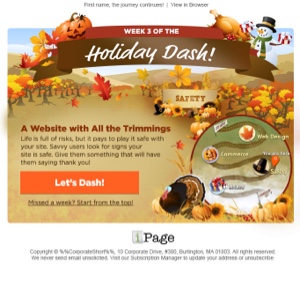 First name, the journey continues! | View in Browser
WEEK 3 OF THE
Holiday Dash!
SAFETY
A Website with All the Trimmings
Life is full of risks, but it pays to play it safe with
your site. Savvy users look for signs your
site is safe. Give them something that will have
them saying thank you!
Let's Dash!
Missed a week? Start from the top!
Web Design
Commerce
Safety
iPage
Copyright © %%CorporateShort%%, 10 Corporate Drive, #300, Burlington, MA 01803. All rights reserved.
We never send email unsolicited. Visit our Subscription Manager to update your address or unsubscribe.